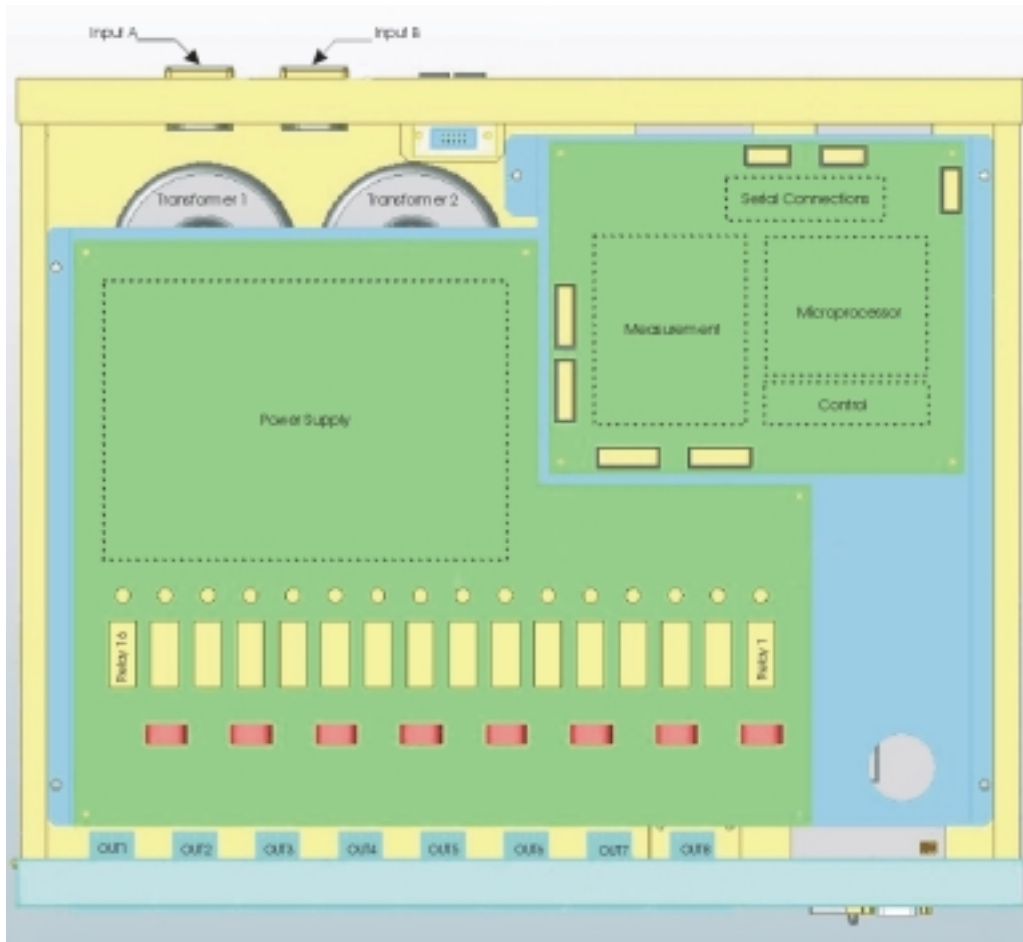 Input A
Input B
Transformer 1
Transformer 2
Serial Connections
Measurement
Microprocessor
Control
Power Supply
Relay 16
Relay 1
OUT1
OUT2
OUT3
OUT4
OUT5
OUT6
OUT7
OUT8